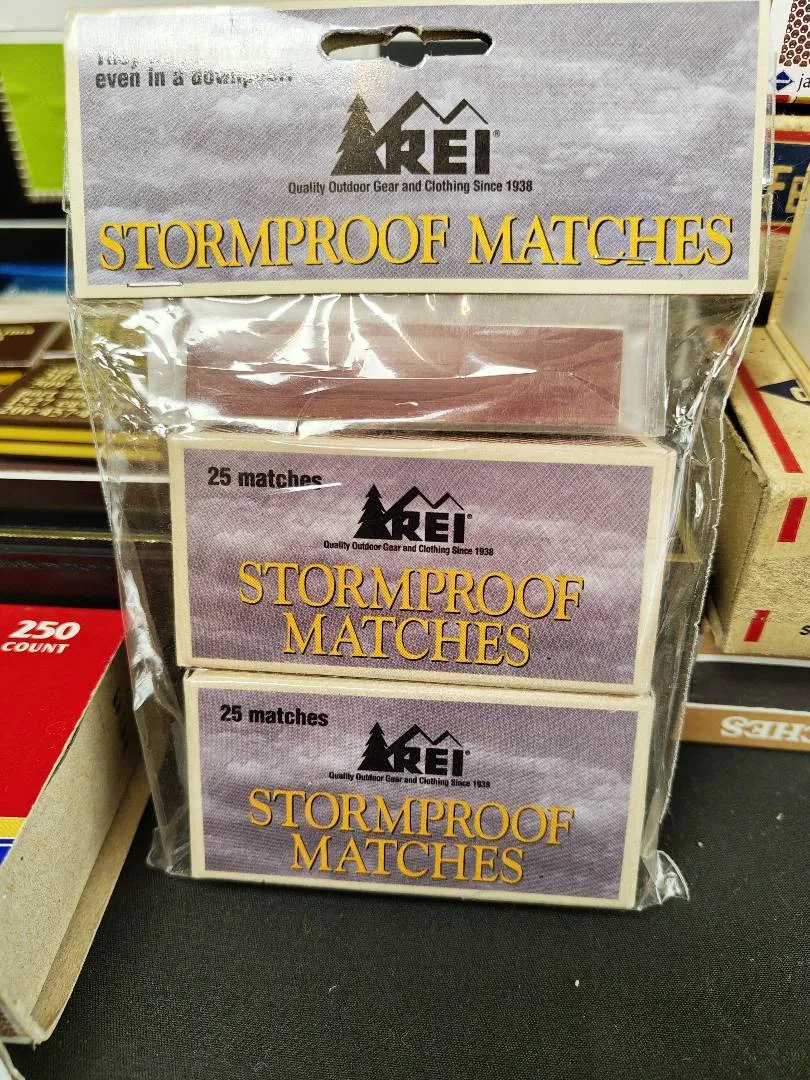 even in a
REI®
Quality Outdoor Gear and Clothing Since 1938
STORMPROOF MATCHES
25 matches
REI®
Quality Outdoor Gear and Clothing Since 1938
STORMPROOF
MATCHES
25 matches
REI®
Quality Outdoor Gear and Clothing Since 1938
STORMPROOF
MATCHES
250
COUNT